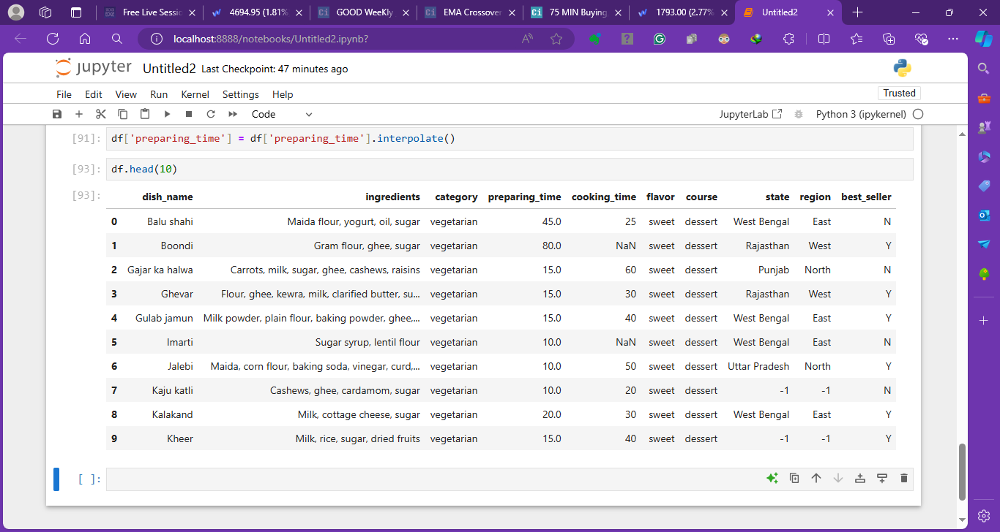 Free Live Sessic
4694.95 (1.81%
GOOD WeeKly
EMA Crossover
75 MIN Buying
1793.00 (2.77%
Untitled2
localhost:8888/notebooks/Untitled2.ipynb?
jupyter Untitled2 Last Checkpoint: 47 minutes ago
File Edit View Run Kernel Settings Help
Trusted
Code
JupyterLab
Python 3 (ipykernel)
[91]: df['preparing_time'] = df['preparing_time'].interpolate()
[93]: df.head(10)
[93]:
dish_name ingredients category preparing_time cooking_time flavor course state region best_seller
0 Balu shahi Maida flour, yogurt, oil, sugar vegetarian 45.0 25 sweet dessert West Bengal East N
1 Boondi Gram flour, ghee, sugar vegetarian 80.0 NaN sweet dessert Rajasthan West Y
2 Gajar ka halwa Carrots, milk, sugar, ghee, cashews, raisins vegetarian 15.0 60 sweet dessert Punjab North N
3 Ghevar Flour, ghee, kewra, milk, clarified butter, su... vegetarian 15.0 30 sweet dessert Rajasthan West Y
4 Gulab jamun Milk powder, plain flour, baking powder, ghee,... vegetarian 15.0 40 sweet dessert West Bengal East Y
5 Imarti Sugar syrup, lentil flour vegetarian 10.0 NaN sweet dessert West Bengal East N
6 Jalebi Maida, corn flour, baking soda, vinegar, curd,... vegetarian 10.0 50 sweet dessert Uttar Pradesh North Y
7 Kaju katli Cashews, ghee, cardamom, sugar vegetarian 10.0 20 sweet dessert -1 -1 N
8 Kalakand Milk, cottage cheese, sugar vegetarian 20.0 30 sweet dessert West Bengal East Y
9 Kheer Milk, rice, sugar, dried fruits vegetarian 15.0 40 sweet dessert -1 -1 Y
[ ]: